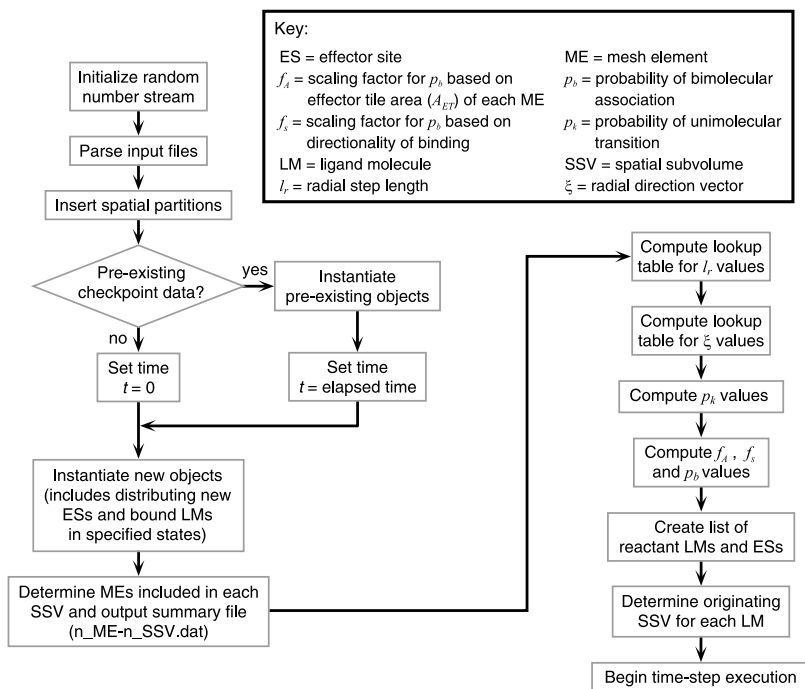 Key:
ES = effector site
f_A = scaling factor for p_b based on
effector tile area (A_ET) of each ME
f_s = scaling factor for p_b based on
directionality of binding
LM = ligand molecule
l_r = radial step length
ME = mesh element
p_b = probability of bimolecular
association
p_k = probability of unimolecular
transition
SSV = spatial subvolume
ξ = radial direction vector
Initialize random
number stream
Parse input files
Insert spatial partitions
Pre-existing
checkpoint data?
yes
Instantiate
pre-existing objects
no
Set time
t = 0
Set time
t = elapsed time
Instantiate new objects
(includes distributing new
ESs and bound LMs
in specified states)
Determine MEs included in each
SSV and output summary file
(n_ME-n_SSV.dat)
Compute lookup
table for l_r values
Compute lookup
table for ξ values
Compute p_k values
Compute f_A , f_s
and p_b values
Create list of
reactant LMs and ESs
Determine originating
SSV for each LM
Begin time-step execution